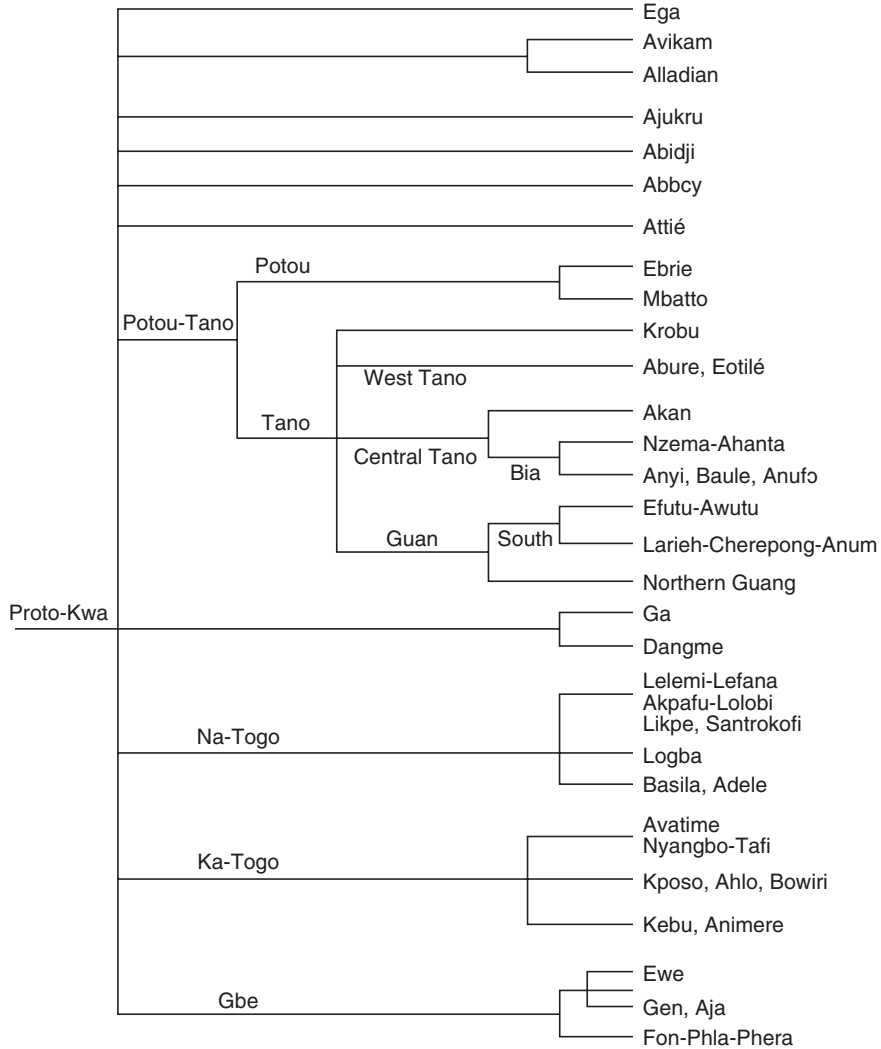 Ega
Avikam
Alladian
Ajukru
Abidji
Abbcy
Attié
Potou
Ebrie
Mbatto
Potou-Tano
Krobu
West Tano
Abure, Eotilé
Tano
Akan
Central Tano
Nzema-Ahanta
Bia
Anyi, Baule, Anufɔ
Efutu-Awutu
Guan
South
Larieh-Cherepong-Anum
Northern Guang
Proto-Kwa
Ga
Dangme
Na-Togo
Lelemi-Lefana
Akpafu-Lolobi
Likpe, Santrokofi
Logba
Basila, Adele
Ka-Togo
Avatime
Nyangbo-Tafi
Kposo, Ahlo, Bowiri
Kebu, Animere
Gbe
Ewe
Gen, Aja
Fon-Phla-Phera